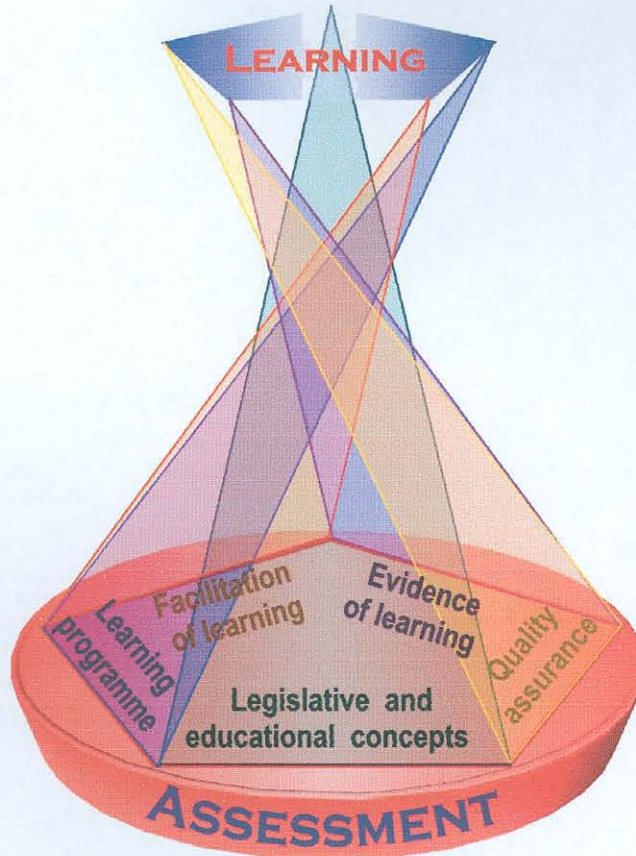 LEARNING
Facilitation
of learning
Evidence
of learning
Learning
programme
Quality
assurance
Legislative and
educational concepts
ASSESSMENT